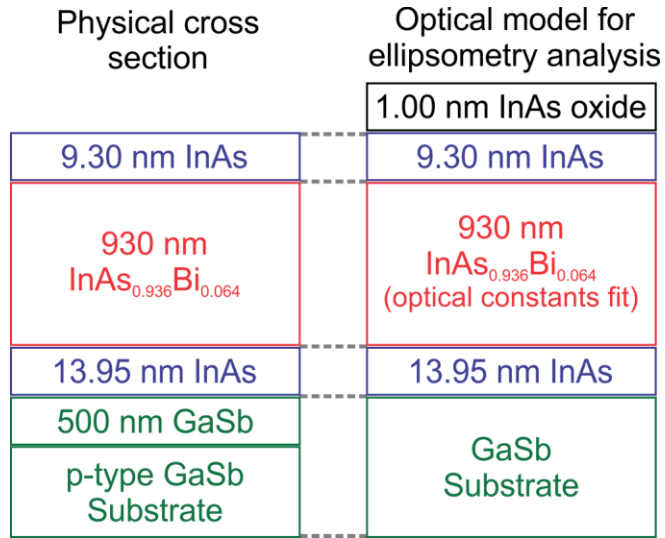 Physical cross
section
9.30 nm InAs
930 nm
InAs₀.₉₃₆Bi₀.₀₆₄
13.95 nm InAs
500 nm GaSb
p-type GaSb
Substrate
Optical model for
ellipsometry analysis
1.00 nm InAs oxide
9.30 nm InAs
930 nm
InAs₀.₉₃₆Bi₀.₀₆₄
(optical constants fit)
13.95 nm InAs
GaSb
Substrate